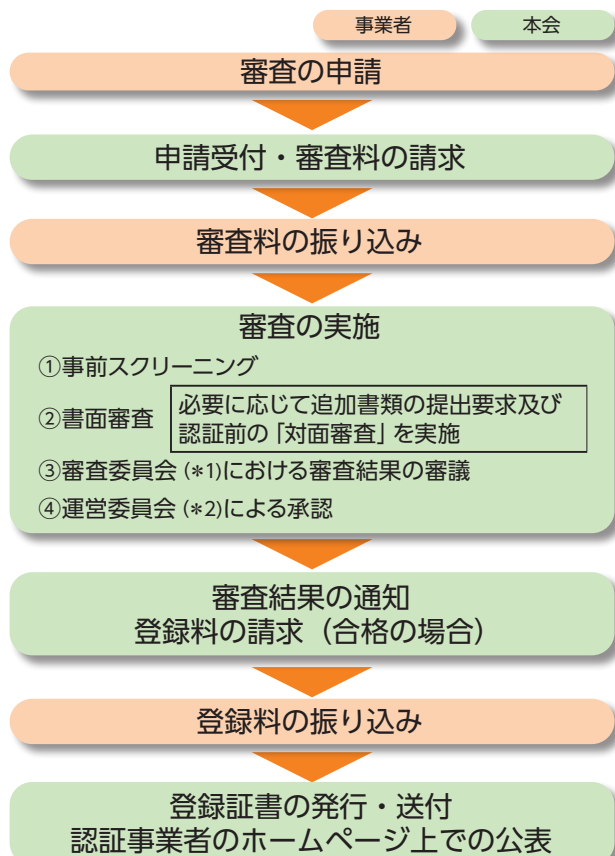 事業者
本会
審査の申請
申請受付・審査料の請求
審査料の振り込み
審査の実施
①事前スクリーニング
②書面審査
必要に応じて追加書類の提出要求及び
認証前の「対面審査」を実施
③審査委員会(*1)における審査結果の審議
④運営委員会(*2)による承認
審査結果の通知
登録料の請求（合格の場合）
登録料の振り込み
登録証書の発行・送付
認証事業者のホームページ上での公表